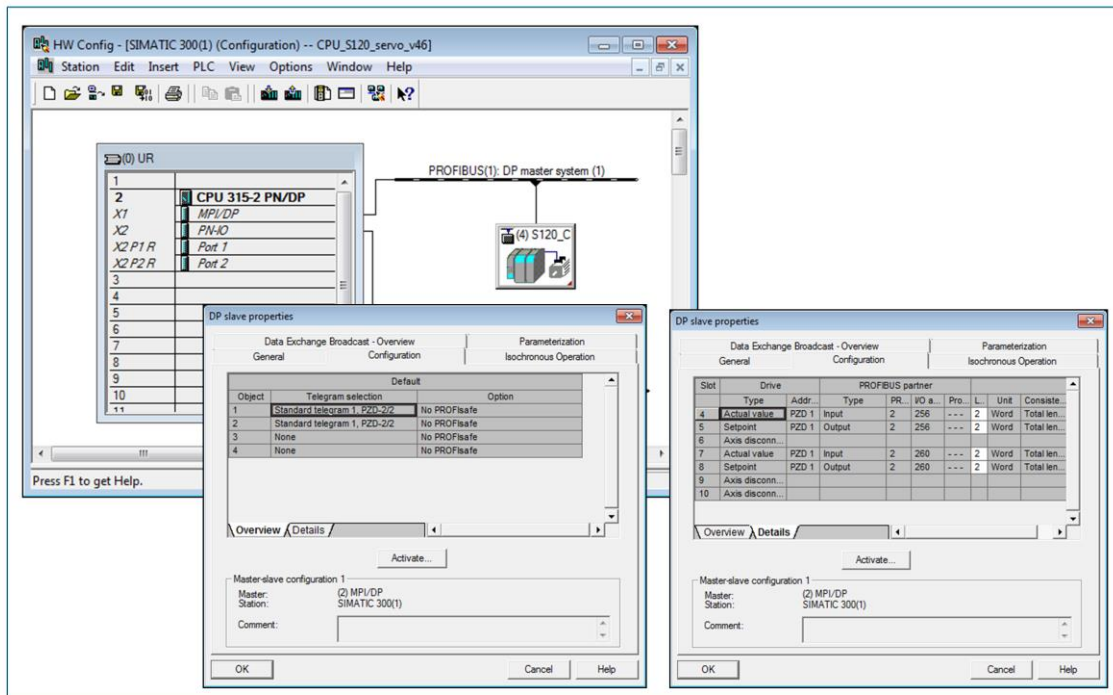 HW Config - [SIMATIC 300(1) (Configuration) -- CPU_S120_servo_v46]
Station Edit Insert PLC View Options Window Help
(0) UR
1
2 CPU 315-2 PN/DP
X1 MPI/DP
X2 PN-IO
X2 P1 R Port 1
X2 P2 R Port 2
3
4
5
6
7
8
9
10
11
PROFIBUS(1): DP master system (1)
(4) S120_C
Press F1 to get Help.
DP slave properties
Data Exchange Broadcast - Overview Parameterization
General Configuration Isochronous Operation
Default
Object Telegram selection Option
1 Standard telegram 1, PZD-2/2 No PROFIsafe
2 Standard telegram 1, PZD-2/2 No PROFIsafe
3 None No PROFIsafe
4 None No PROFIsafe
Overview Details
Activate...
Master-slave configuration 1
Master: (2) MPI/DP
Station: SIMATIC 300(1)
Comment:
OK Cancel Help
DP slave properties
Data Exchange Broadcast - Overview Parameterization
General Configuration Isochronous Operation
Slot Drive PROFIBUS partner
Type Addr... Type PR... I/O a... Pro... L... Unit Consiste...
4 Actual value PZD 1 Input 2 256 - - - 2 Word Total len...
5 Setpoint PZD 1 Output 2 256 - - - 2 Word Total len...
6 Axis disconn...
7 Actual value PZD 1 Input 2 260 - - - 2 Word Total len...
8 Setpoint PZD 1 Output 2 260 - - - 2 Word Total len...
9 Axis disconn...
10 Axis disconn...
Overview Details
Activate...
Master-slave configuration 1
Master: (2) MPI/DP
Station: SIMATIC 300(1)
Comment:
OK Cancel Help